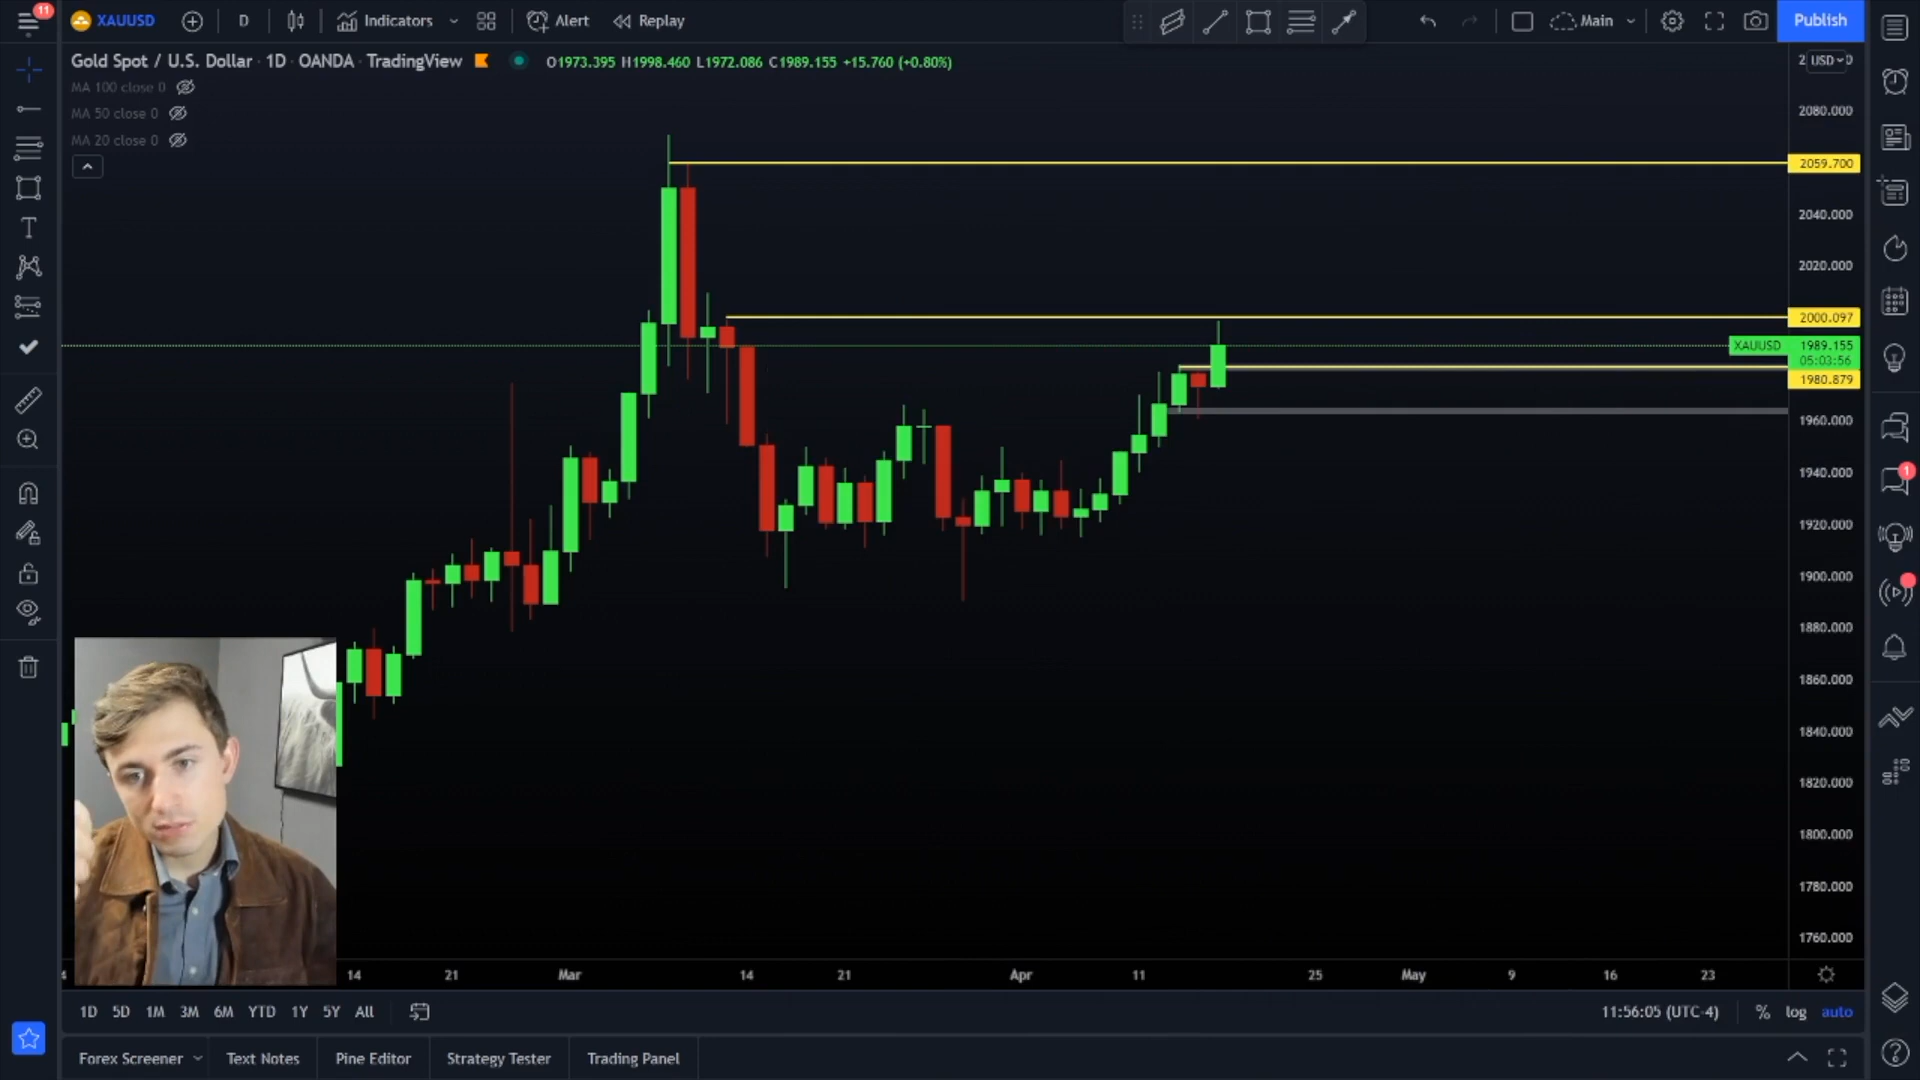 11
XAUUSD D Indicators Alert Replay Main Publish
Gold Spot / U.S. Dollar · 1D · OANDA · TradingView O1973.395 H1998.460 L1972.086 C1989.155 +15.760 (+0.80%)
USD
MA 100 close 0
MA 50 close 0
MA 20 close 0
2080.000
2059.700
2040.000
2020.000
2000.097
XAUUSD 1989.155
05:03:56
1980.879
1960.000
1940.000
1920.000
1900.000
1880.000
1860.000
1840.000
1820.000
1800.000
1780.000
1760.000
1
4 14 21 Mar 14 21 Apr 11 25 May 9 16 23
1D 5D 1M 3M 6M YTD 1Y 5Y All 11:56:05 (UTC-4) % log auto
Forex Screener Text Notes Pine Editor Strategy Tester Trading Panel